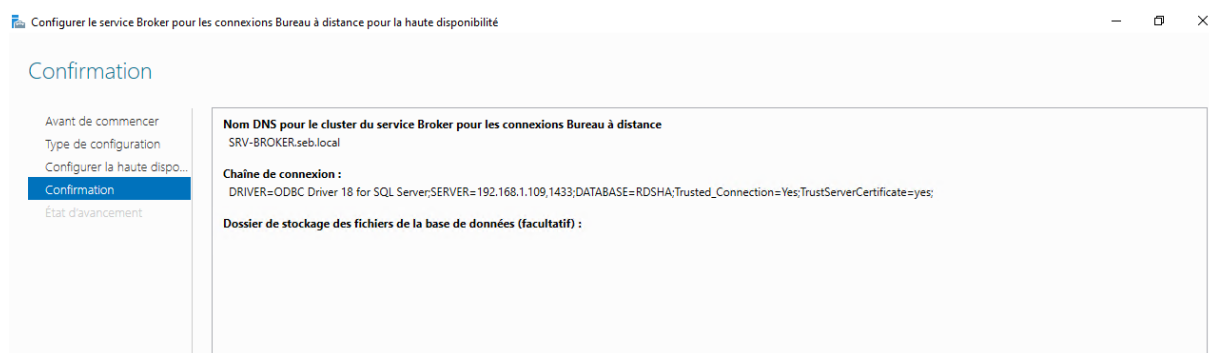 Configurer le service Broker pour les connexions Bureau à distance pour la haute disponibilité
Confirmation
Avant de commencer
Type de configuration
Configurer la haute dispo...
Confirmation
État d'avancement
Nom DNS pour le cluster du service Broker pour les connexions Bureau à distance
SRV-BROKER.seb.local
Chaîne de connexion :
DRIVER=ODBC Driver 18 for SQL Server;SERVER=192.168.1.109,1433;DATABASE=RDSHA;Trusted_Connection=Yes;TrustServerCertificate=yes;
Dossier de stockage des fichiers de la base de données (facultatif) :